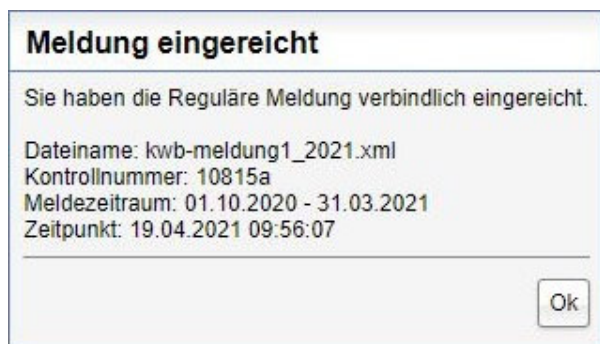 Meldung eingereicht
Sie haben die Reguläre Meldung verbindlich eingereicht.
Dateiname: kwb-meldung1_2021.xml
Kontrollnummer: 10815a
Meldezeitraum: 01.10.2020 - 31.03.2021
Zeitpunkt: 19.04.2021 09:56:07
Ok